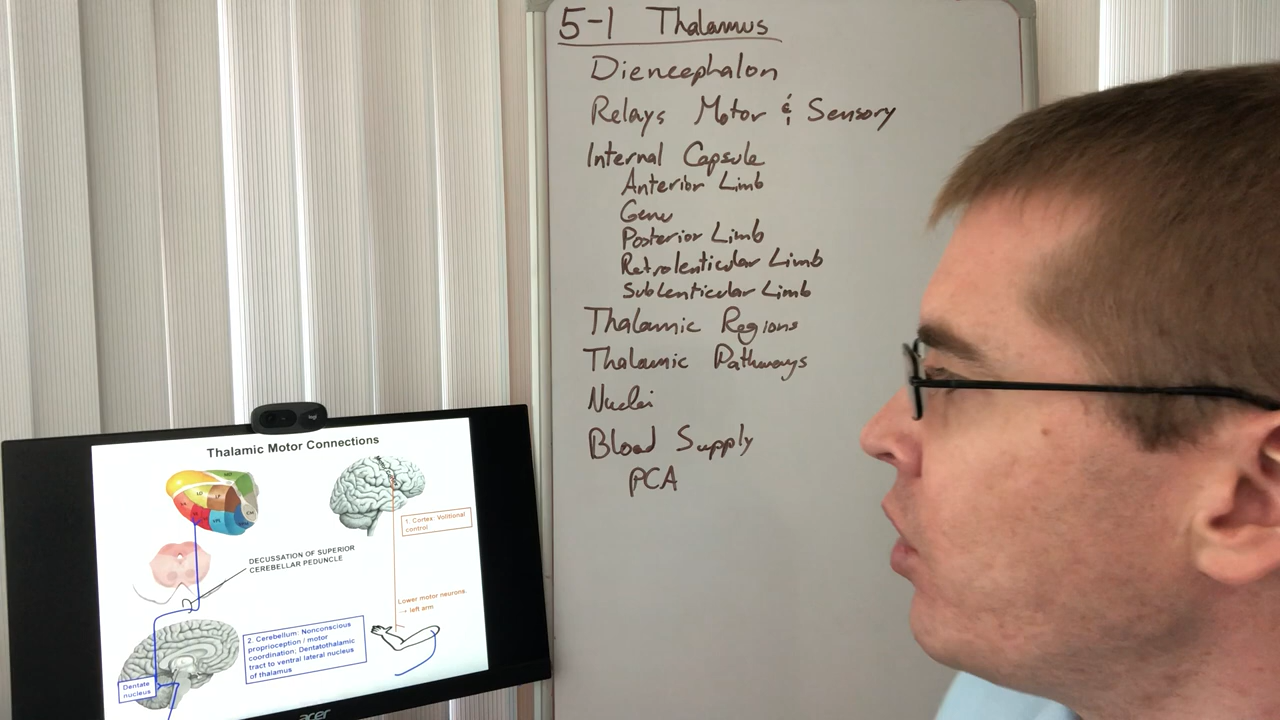 5-1 Thalamus
Diencephalon
Relays Motor & Sensory
Internal Capsule
Anterior Limb
Genu
Posterior Limb
Retrolenticular Limb
Sublenticular Limb
Thalamic Regions
Thalamic Pathways
Nuclei
Blood Supply
PCA
Thalamic Motor Connections
1. Cortex: Volitional
control
DECUSSATION OF SUPERIOR
CEREBELLAR PEDUNCLE
Lower motor neurons
→ left arm
2. Cerebellum: Nonconscious
proprioception / motor
coordination; Dentatothalamic
tract to ventral lateral nucleus
of thalamus
Dentate
nucleus
acer